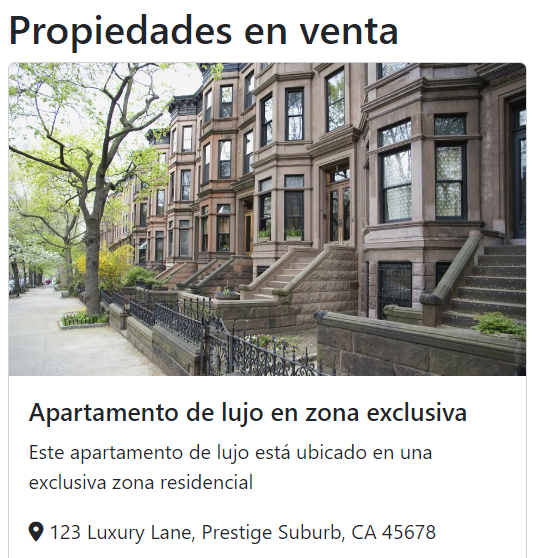 Propiedades en venta
Apartamento de lujo en zona exclusiva
Este apartamento de lujo está ubicado en una
exclusiva zona residencial
123 Luxury Lane, Prestige Suburb, CA 45678